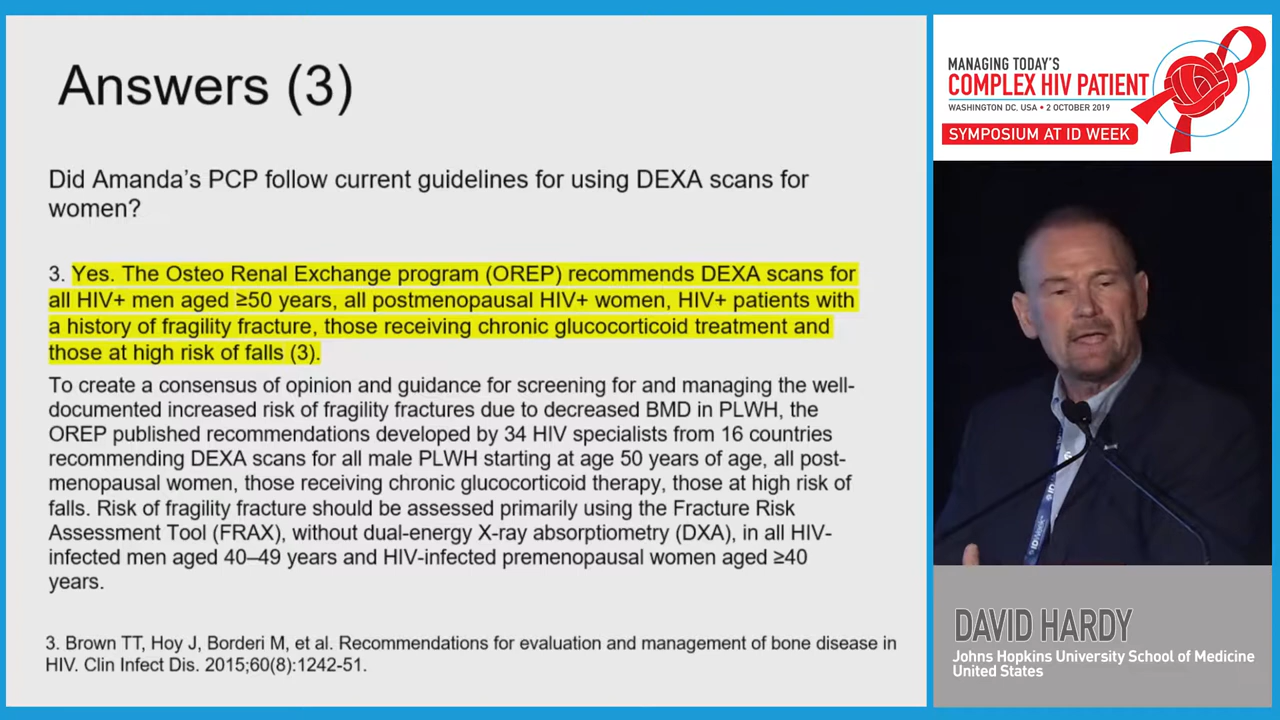 Answers (3)
Did Amanda's PCP follow current guidelines for using DEXA scans for
women?
3. Yes. The Osteo Renal Exchange program (OREP) recommends DEXA scans for
all HIV+ men aged ≥50 years, all postmenopausal HIV+ women, HIV+ patients with
a history of fragility fracture, those receiving chronic glucocorticoid treatment and
those at high risk of falls (3).
To create a consensus of opinion and guidance for screening for and managing the well-
documented increased risk of fragility fractures due to decreased BMD in PLWH, the
OREP published recommendations developed by 34 HIV specialists from 16 countries
recommending DEXA scans for all male PLWH starting at age 50 years of age, all post-
menopausal women, those receiving chronic glucocorticoid therapy, those at high risk of
falls. Risk of fragility fracture should be assessed primarily using the Fracture Risk
Assessment Tool (FRAX), without dual-energy X-ray absorptiometry (DXA), in all HIV-
infected men aged 40–49 years and HIV-infected premenopausal women aged ≥40
years.
3. Brown TT, Hoy J, Borderi M, et al. Recommendations for evaluation and management of bone disease in
HIV. Clin Infect Dis. 2015;60(8):1242-51.
MANAGING TODAY'S
COMPLEX HIV PATIENT
WASHINGTON DC, USA • 2 OCTOBER 2019
SYMPOSIUM AT ID WEEK
DAVID HARDY
Johns Hopkins University School of Medicine
United States